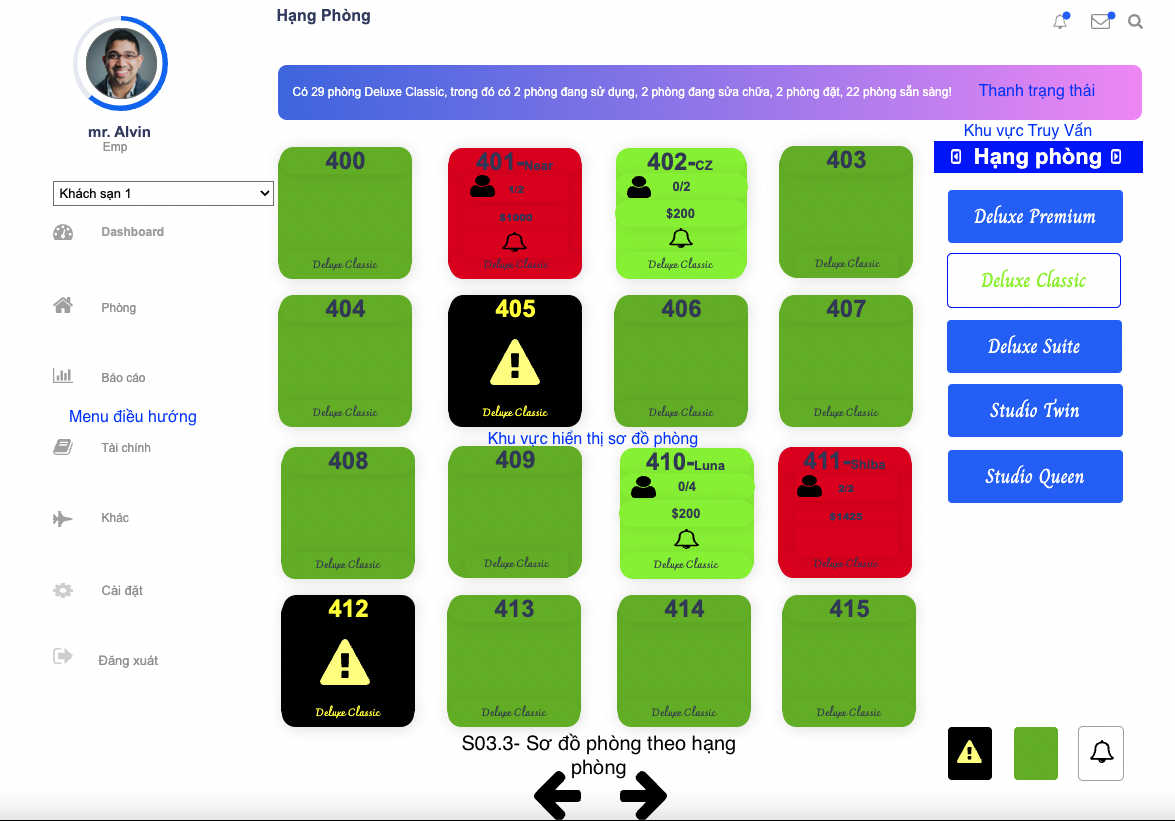 Hạng Phòng
mr. Alvin
Emp
Khách sạn 1
Dashboard
Phòng
Báo cáo
Menu điều hướng
Tài chính
Khác
Cài đặt
Đăng xuát
Có 29 phòng Deluxe Classic, trong đó có 2 phòng đang sử dụng, 2 phòng đang sửa chữa, 2 phòng đặt, 22 phòng sẵn sàng!
Thanh trạng thái
400
Deluxe Classic
401-Noar
1/2
$1000
Deluxe Classic
402-CZ
0/2
$200
Deluxe Classic
403
Deluxe Classic
404
Deluxe Classic
405
Deluxe Classic
406
Deluxe Classic
407
Deluxe Classic
Khu vực hiển thị sơ đồ phòng
408
Deluxe Classic
409
Deluxe Classic
410-Luna
0/4
$200
Deluxe Classic
411-Shiba
Deluxe Classic
412
Deluxe Classic
413
Deluxe Classic
414
Deluxe Classic
415
Deluxe Classic
S03.3- Sơ đồ phòng theo hạng
phòng
Khu vực Truy Vấn
Hạng phòng
Deluxe Premium
Deluxe Classic
Deluxe Suite
Studio Twin
Studio Queen